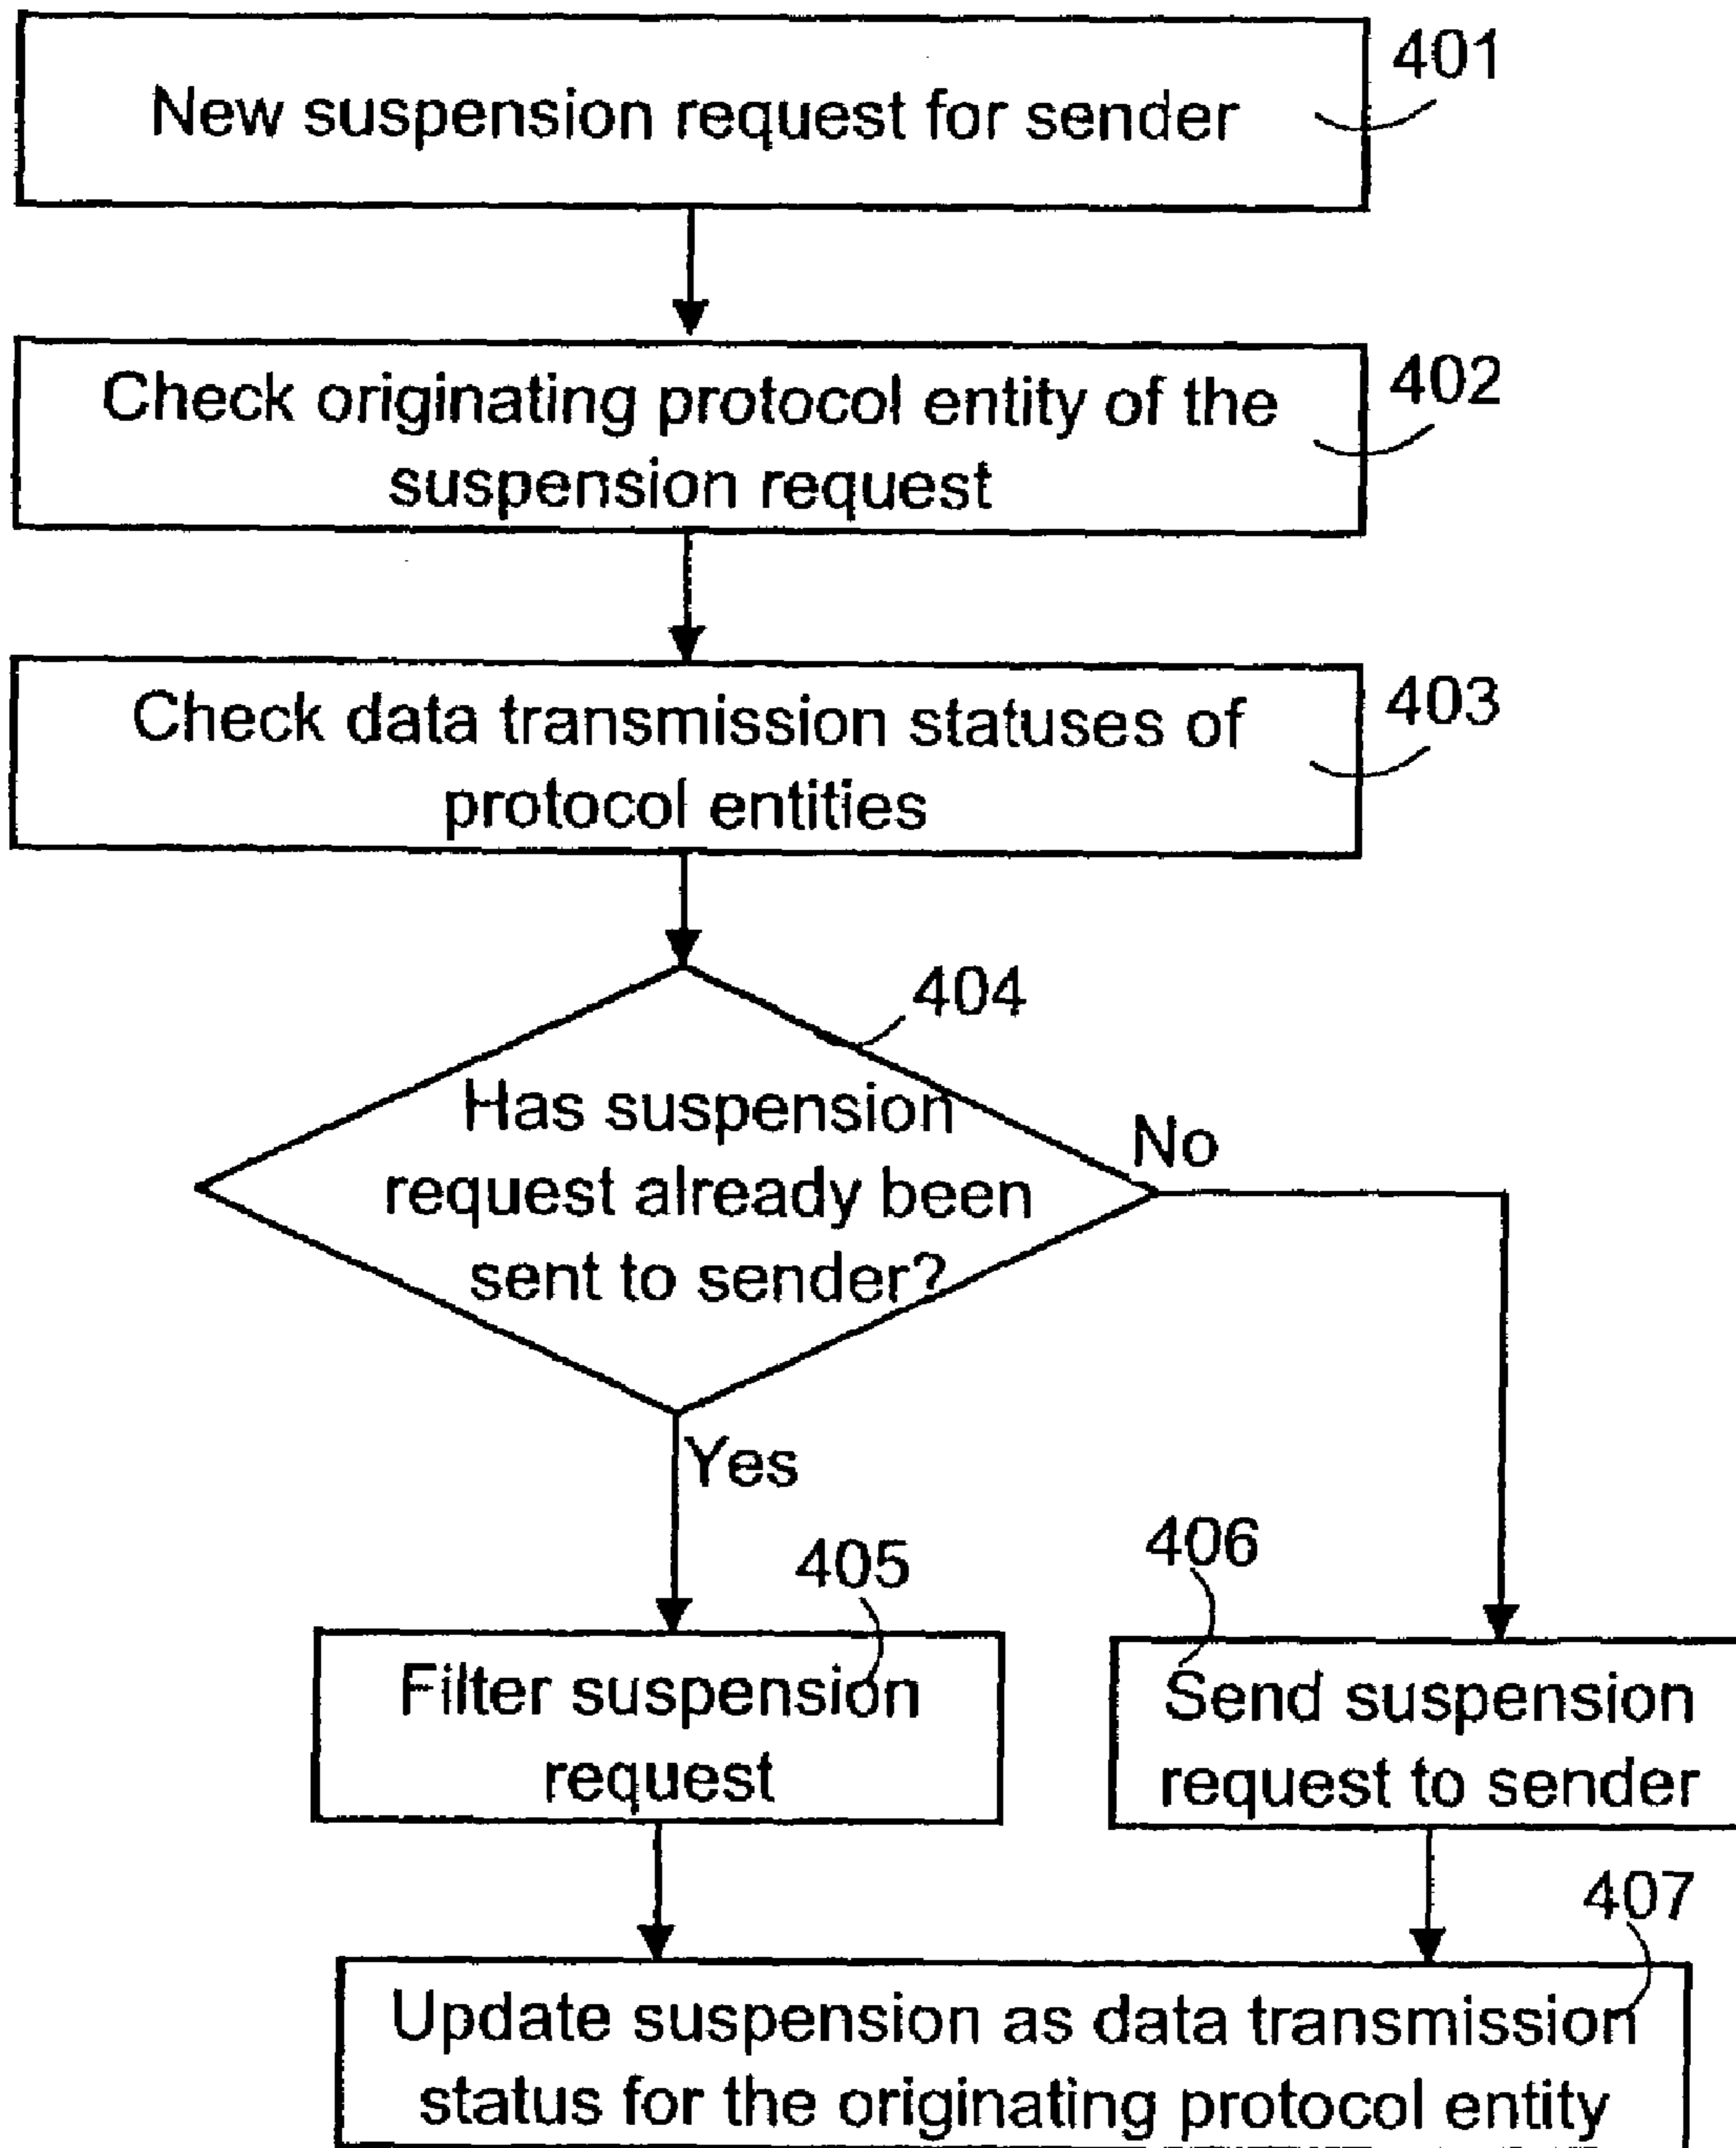 401
New suspension request for sender
402
Check originating protocol entity of the
suspension request
403
Check data transmission statuses of
protocol entities
404
Has suspension
request already been
sent to sender?
No
Yes
405
Filter suspension
request
406
Send suspension
request to sender
407
Update suspension as data transmission
status for the originating protocol entity